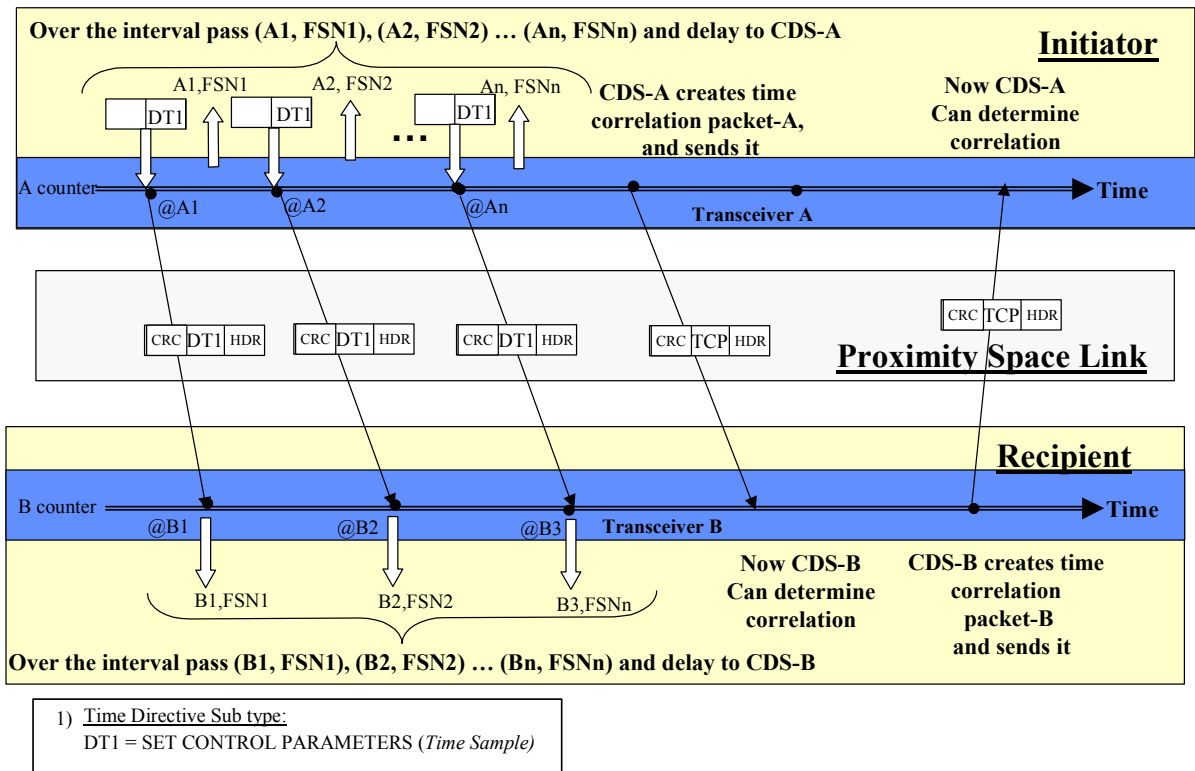 Over the interval pass (A1, FSN1), (A2, FSN2) … (An, FSNn) and delay to CDS-A
Initiator
A1,FSN1
A2, FSN2
An, FSNn
DT1
DT1
...
DT1
CDS-A creates time
correlation packet-A,
and sends it
Now CDS-A
Can determine
correlation
A counter
@A1
@A2
@An
Transceiver A
Time
CRC DT1 HDR
CRC DT1 HDR
CRC DT1 HDR
CRC TCP HDR
CRC TCP HDR
Proximity Space Link
Recipient
B counter
@B1
@B2
@B3
Transceiver B
Time
B1,FSN1
B2,FSN2
B3,FSNn
Now CDS-B
Can determine
correlation
CDS-B creates time
correlation
packet-B
and sends it
Over the interval pass (B1, FSN1), (B2, FSN2) … (Bn, FSNn) and delay to CDS-B
1) Time Directive Sub type:
DT1 = SET CONTROL PARAMETERS (Time Sample)